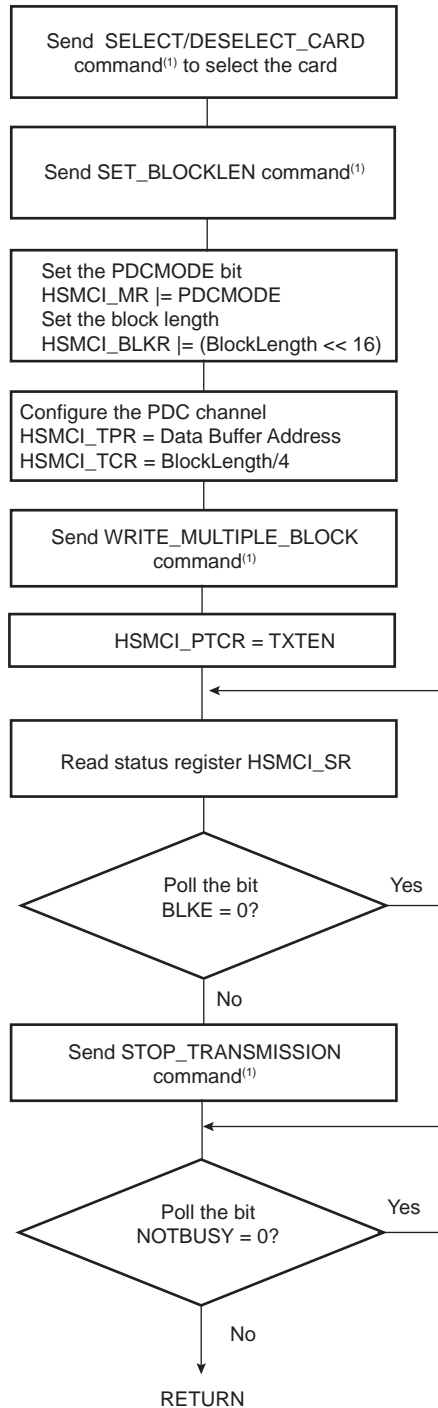 Send SELECT/DESELECT_CARD
command(1) to select the card
Send SET_BLOCKLEN command(1)
Set the PDCMODE bit
HSMCI_MR |= PDCMODE
Set the block length
HSMCI_BLKR |= (BlockLength << 16)
Configure the PDC channel
HSMCI_TPR = Data Buffer Address
HSMCI_TCR = BlockLength/4
Send WRITE_MULTIPLE_BLOCK
command(1)
HSMCI_PTCR = TXTEN
Read status register HSMCI_SR
Poll the bit
BLKE = 0?
Yes
No
Send STOP_TRANSMISSION
command(1)
Poll the bit
NOTBUSY = 0?
Yes
No
RETURN